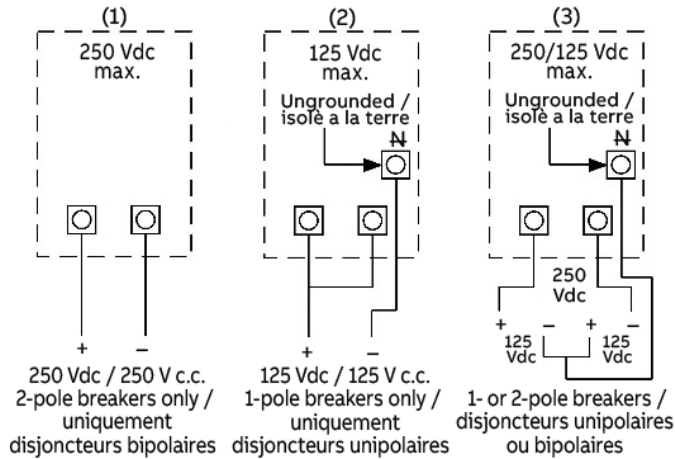 (1)
250 Vdc
max.
+
–
250 Vdc / 250 V c.c.
2-pole breakers only /
uniquement
disjoncteurs bipolaires
(2)
125 Vdc
max.
Ungrounded /
isolè a la terre
N
+
–
125 Vdc / 125 V c.c.
1-pole breakers only /
uniquement
disjoncteurs unipolaires
(3)
250/125 Vdc
max.
Ungrounded /
isolè a la terre
N
250
Vdc
+ – + –
125
Vdc
125
Vdc
1- or 2-pole breakers /
disjoncteurs unipolaires
ou bipolaires